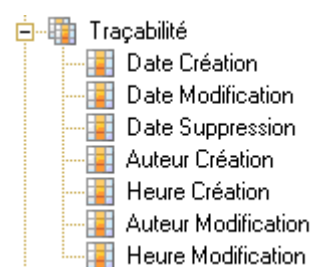 Traçabilité
Date Création
Date Modification
Date Suppression
Auteur Création
Heure Création
Auteur Modification
Heure Modification